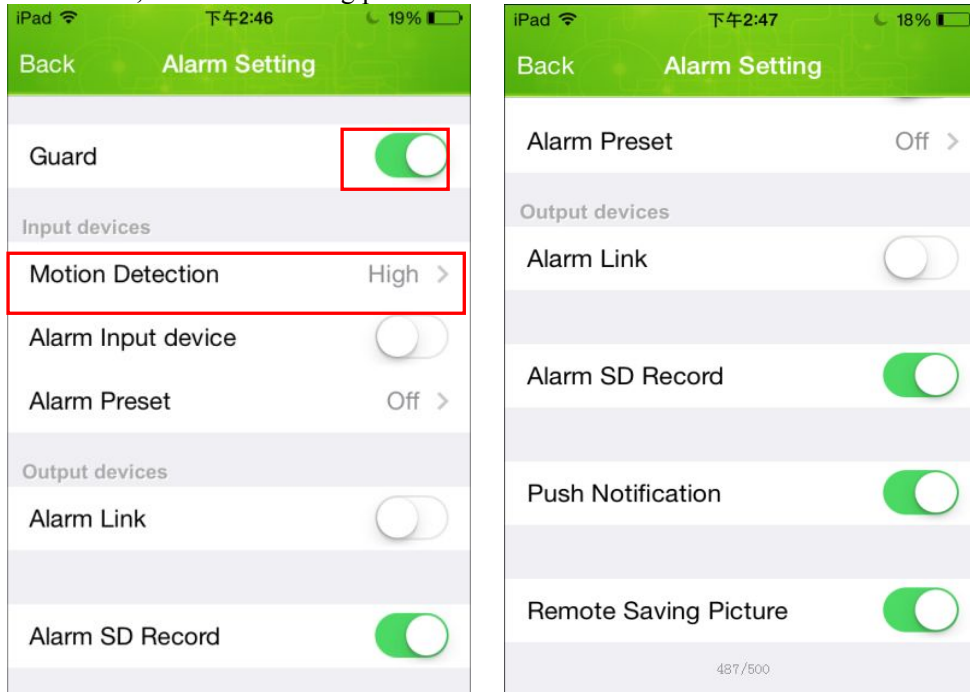 iPad 下午2:46 19%
Back Alarm Setting
Guard
Input devices
Motion Detection High >
Alarm Input device
Alarm Preset Off >
Output devices
Alarm Link
Alarm SD Record
iPad 下午2:47 18%
Back Alarm Setting
Alarm Preset Off >
Output devices
Alarm Link
Alarm SD Record
Push Notification
Remote Saving Picture
487/500